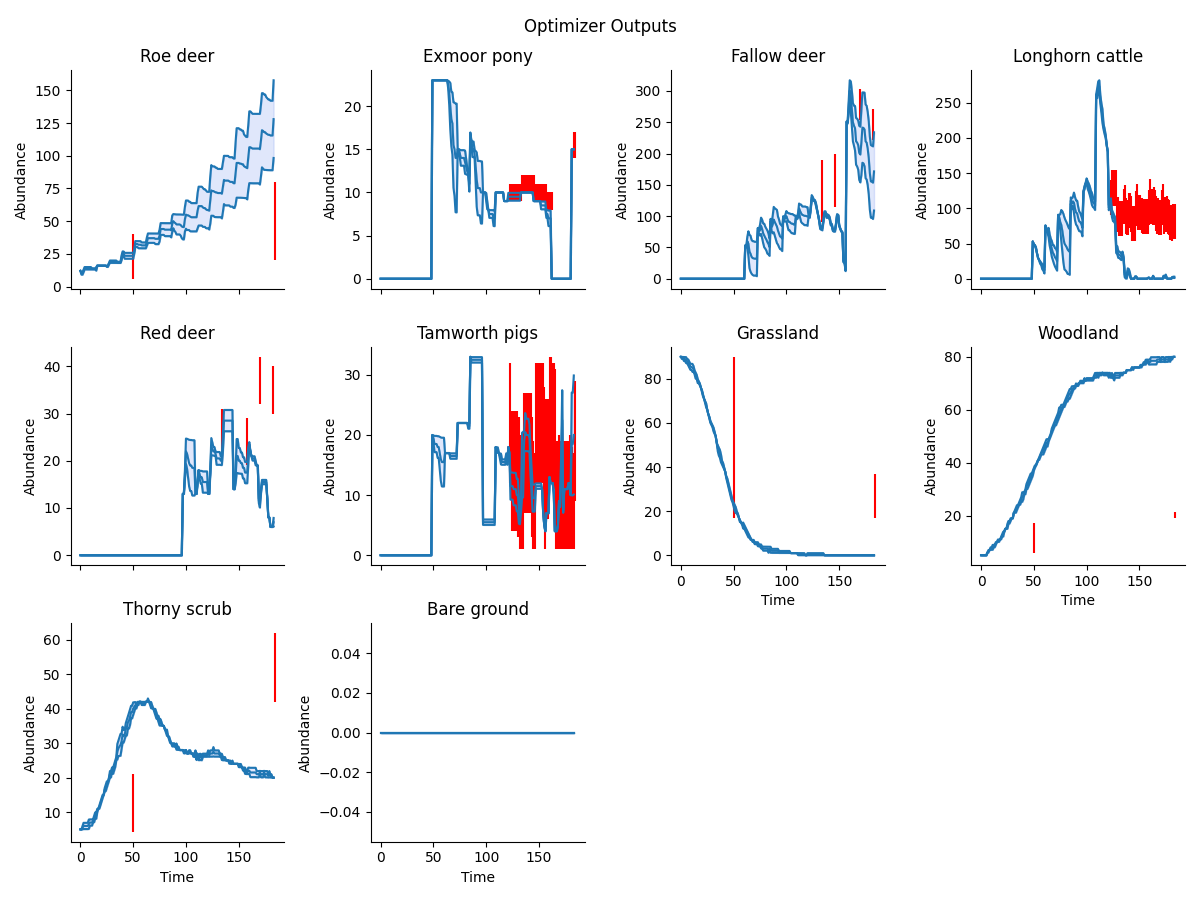 Optimizer Outputs
Roe deer
Exmoor pony
Fallow deer
Longhorn cattle
Abundance
150
125
100
75
50
25
0
Abundance
20
15
10
5
0
Abundance
300
250
200
150
100
50
0
Abundance
250
200
150
100
50
0
Red deer
Tamworth pigs
Grassland
Woodland
Abundance
40
30
20
10
0
Abundance
30
20
10
0
Abundance
80
60
40
20
0
0
50
100
150
Time
Abundance
80
60
40
20
0
50
100
150
Time
Thorny scrub
Bare ground
Abundance
60
50
40
30
20
10
0
50
100
150
Time
Abundance
0.04
0.02
0.00
−0.02
−0.04
0
50
100
150
Time